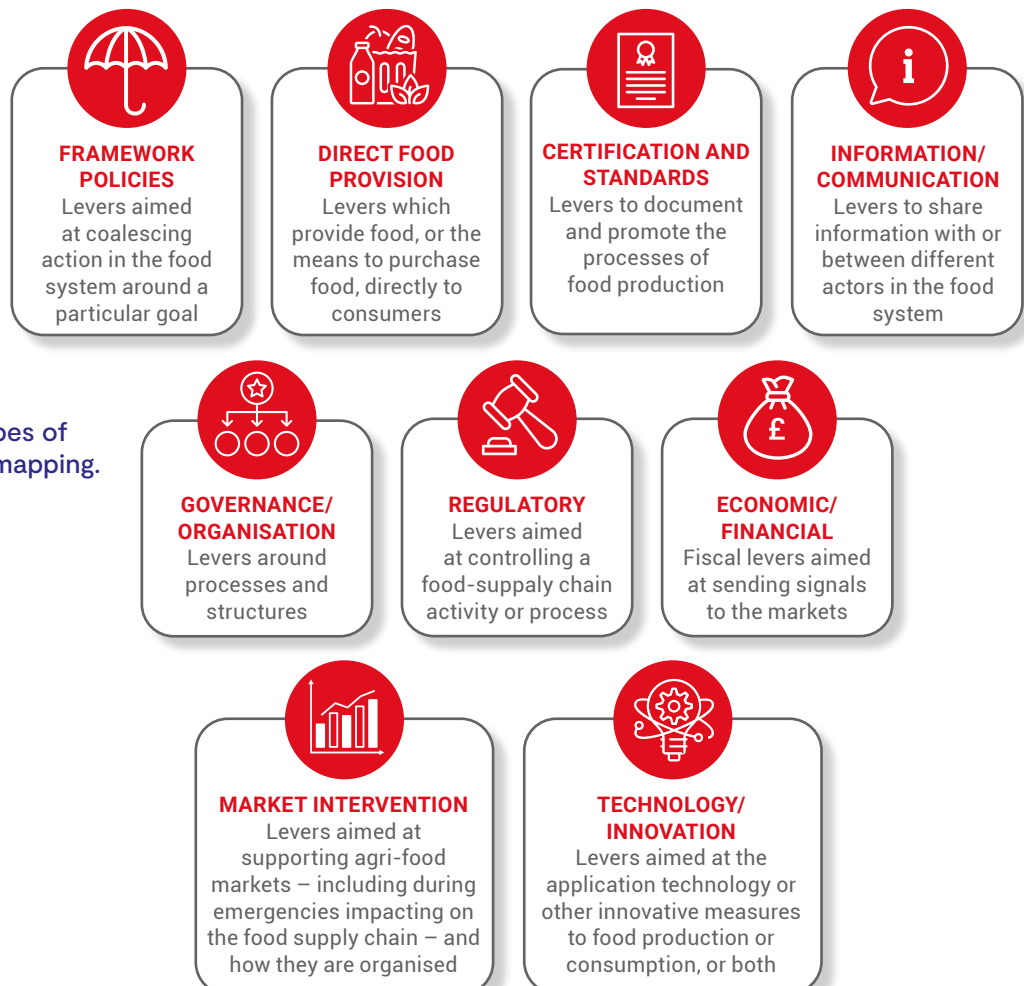 FRAMEWORK
POLICIES
Levers aimed
at coalescing
action in the food
system around a
particular goal
DIRECT FOOD
PROVISION
Levers which
provide food, or the
means to purchase
food, directly to
consumers
CERTIFICATION AND
STANDARDS
Levers to document
and promote the
processes of
food production
i
INFORMATION/
COMMUNICATION
Levers to share
information with or
between different
actors in the food
system
of
mapping.
GOVERNANCE/
ORGANISATION
Levers around
processes and
structures
REGULATORY
Levers aimed
at controlling a
food-suppaly chain
activity or process
£
ECONOMIC/
FINANCIAL
Fiscal levers aimed
at sending signals
to the markets
MARKET INTERVENTION
Levers aimed at
supporting agri-food
markets – including during
emergencies impacting on
the food supply chain – and
how they are organised
TECHNOLOGY/
INNOVATION
Levers aimed at the
application technology or
other innovative measures
to food production or
consumption, or both